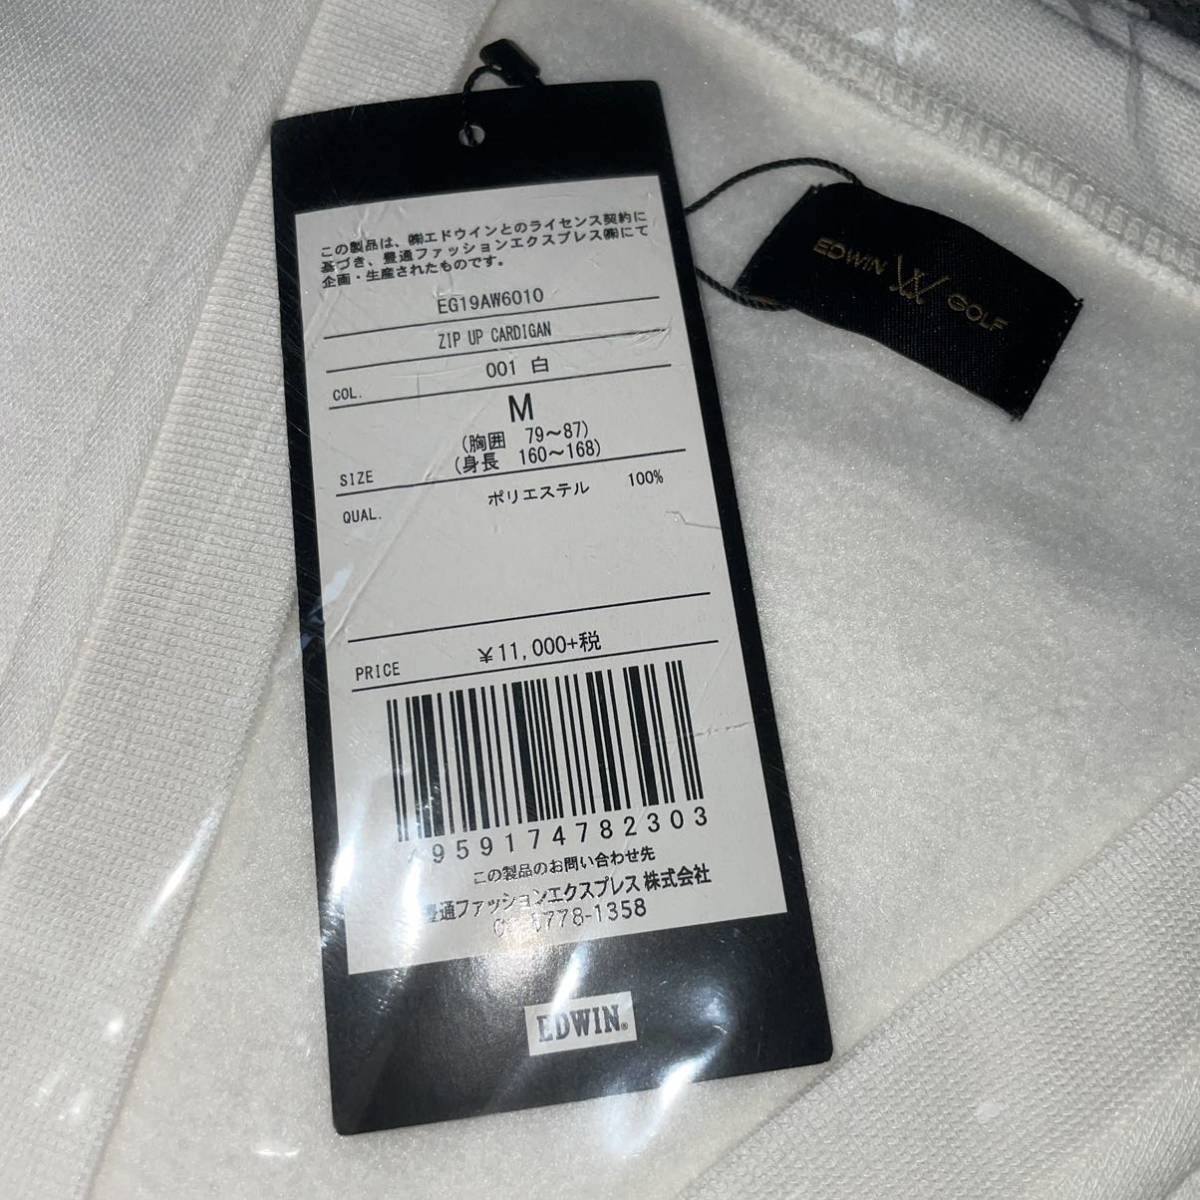 この製品は、㈱エドウインとのライセンス契約に
基づき、豊通ファッションエクスプレス㈱にて
企画・生産されたものです。
EG19AW6010
ZIP UP CARDIGAN
COL. 001 白
M
(胸囲 79～87)
SIZE (身長 160～168)
QUAL. ポリエステル 100%
PRICE ¥11,000+税
4959174782303
この製品のお問い合わせ先
豊通ファッションエクスプレス株式会社
778-1358
EDWIN®
EDWIN GOLF